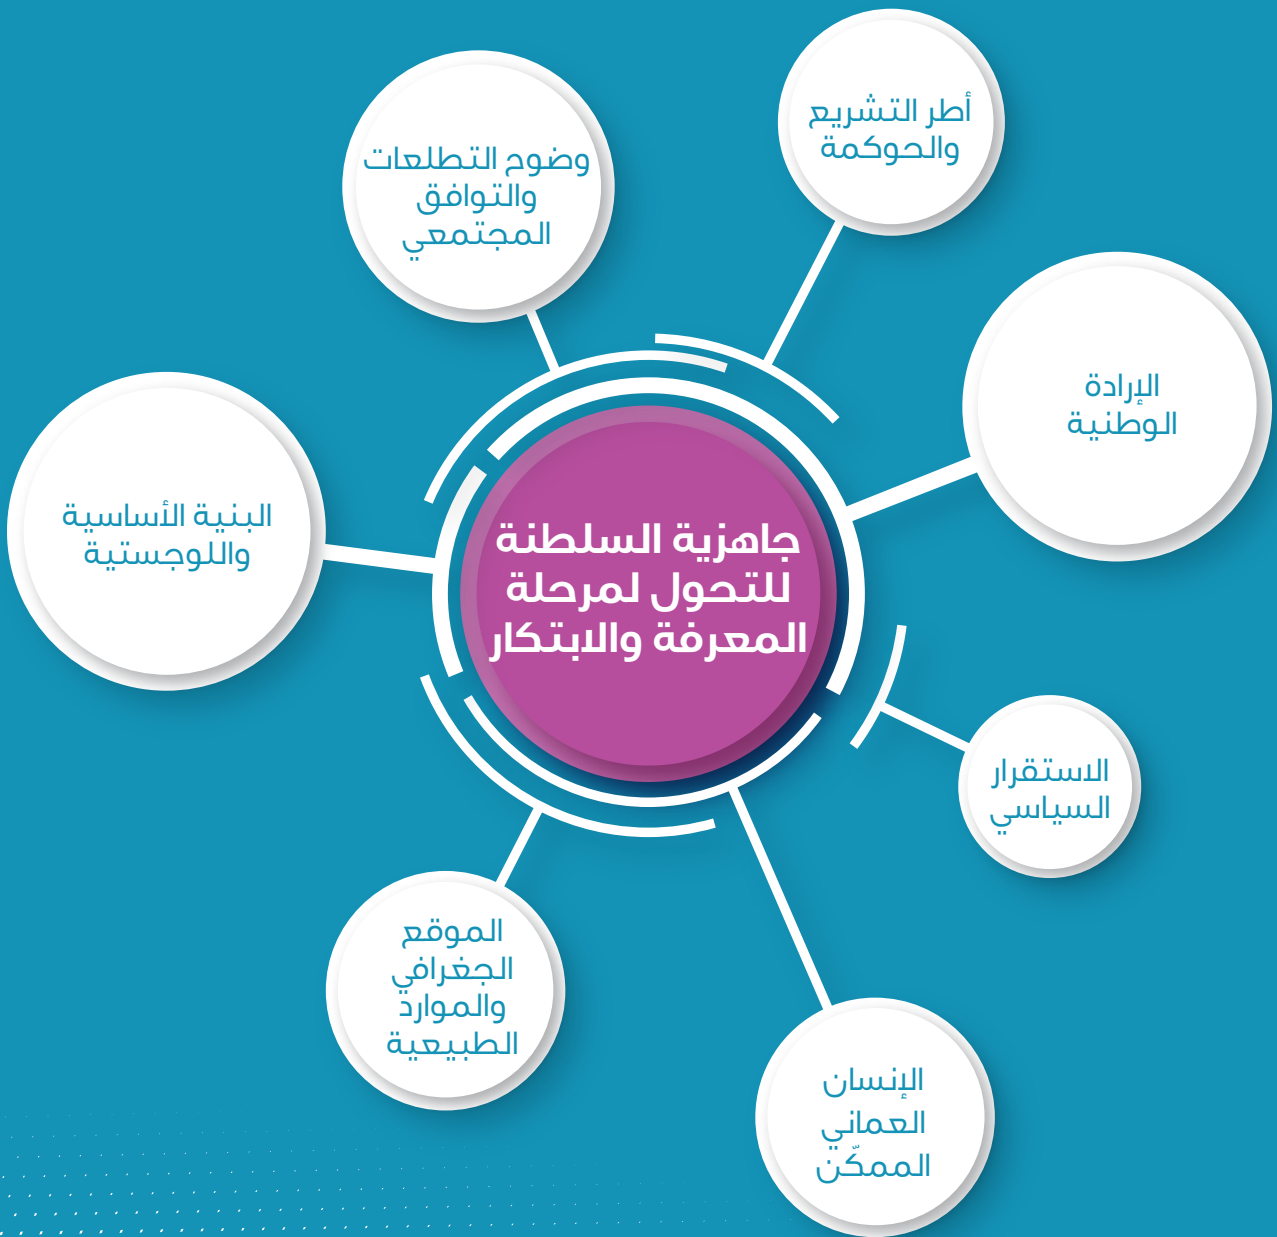 أطر التشريع
والحوكمة
وضوح التطلعات
والتوافق
المجتمعي
الإرادة
الوطنية
البنية الأساسية
واللوجستية
جاهزية السلطنة
للتحول لمرحلة
المعرفة والابتكار
الاستقرار
السياسي
الموقع
الجغرافي
والموارد
الطبيعية
الإنسان
العماني
الممكّن